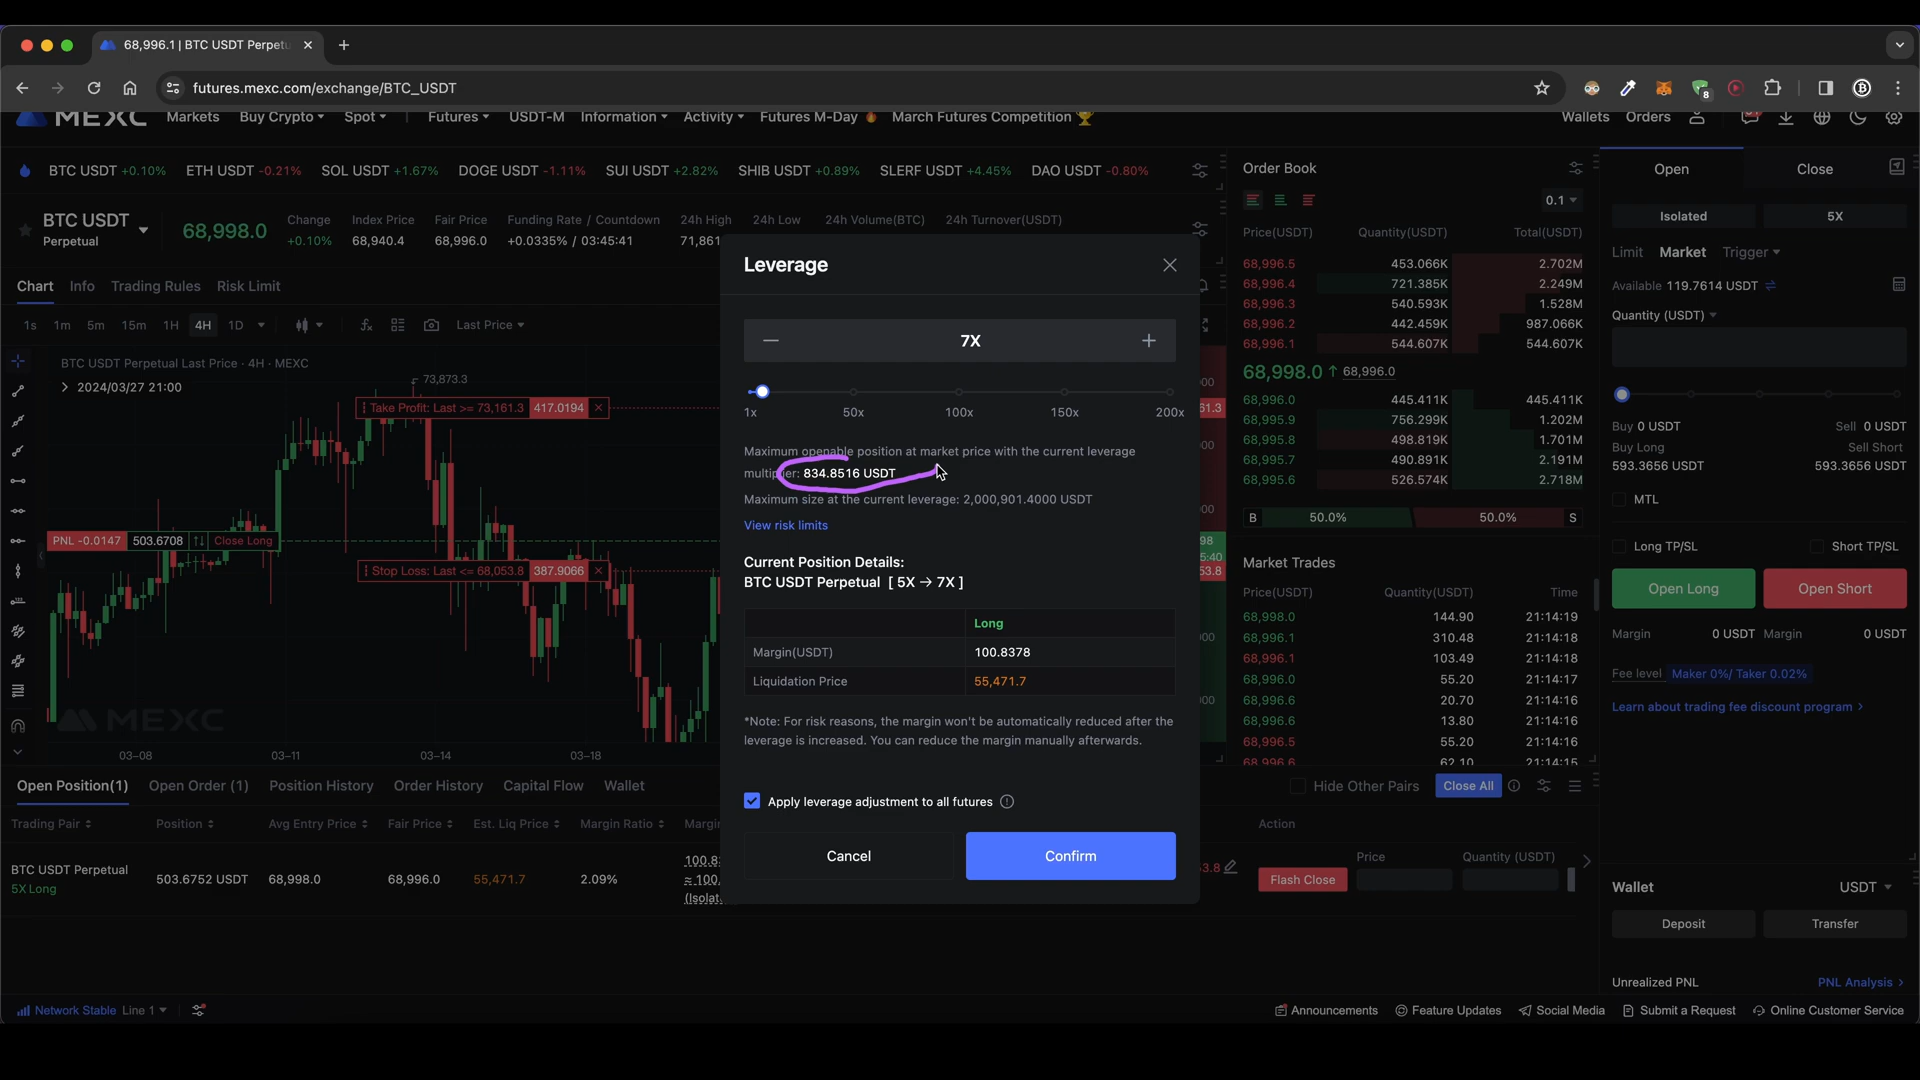 68,996.1 | BTC USDT Perpetu
futures.mexc.com/exchange/BTC_USDT
8
MEXC Markets Buy Crypto Spot | Futures USDT-M Information Activity Futures M-Day March Futures Competition
Wallets Orders
BTC USDT +0.10% ETH USDT -0.21% SOL USDT +1.67% DOGE USDT -1.11% SUI USDT +2.82% SHIB USDT +0.89% SLERF USDT +4.45% DAO USDT -0.80%
BTC USDT
Perpetual
68,998.0
Change Index Price Fair Price Funding Rate / Countdown 24h High 24h Low 24h Volume(BTC) 24h Turnover(USDT)
+0.10% 68,940.4 68,996.0 +0.0335% / 03:45:41 71,861
Chart Info Trading Rules Risk Limit
1s 1m 5m 15m 1H 4H 1D Last Price
BTC USDT Perpetual Last Price · 4H · MEXC
2024/03/27 21:00
73,873.3
Take Profit: Last >= 73,161.3 417.0194
PNL -0.0147 503.6708 Close Long
Stop Loss: Last <= 68,053.8 387.9066
MEXC
03-08 03-11 03-14 03-18
Leverage
7X
1x 50x 100x 150x 200x
Maximum openable position at market price with the current leverage
multiplier: 834.8516 USDT
Maximum size at the current leverage: 2,000,901.4000 USDT
View risk limits
Current Position Details:
BTC USDT Perpetual [ 5X → 7X ]
Long
Margin(USDT) 100.8378
Liquidation Price 55,471.7
*Note: For risk reasons, the margin won't be automatically reduced after the
leverage is increased. You can reduce the margin manually afterwards.
Apply leverage adjustment to all futures
Cancel Confirm
Order Book
0.1
Price(USDT) Quantity(USDT) Total(USDT)
68,996.5 453.066K 2.702M
68,996.4 721.385K 2.249M
68,996.3 540.593K 1.528M
68,996.2 442.459K 987.066K
68,996.1 544.607K 544.607K
68,998.0 ↑ 68,996.0
68,996.0 445.411K 445.411K
68,995.9 756.299K 1.202M
68,995.8 498.819K 1.701M
68,995.7 490.891K 2.191M
68,995.6 526.574K 2.718M
B 50.0% 50.0% S
Market Trades
Price(USDT) Quantity(USDT) Time
68,998.0 144.90 21:14:19
68,996.1 310.48 21:14:18
68,996.1 103.49 21:14:18
68,996.0 55.20 21:14:17
68,996.6 20.70 21:14:16
68,996.6 13.80 21:14:16
68,996.5 55.20 21:14:16
68,996.6 62.10 21:14:15
Open Close
Isolated 5X
Limit Market Trigger
Available 119.7614 USDT
Quantity (USDT)
Buy 0 USDT Sell 0 USDT
Buy Long Sell Short
593.3656 USDT 593.3656 USDT
MTL
Long TP/SL Short TP/SL
Open Long Open Short
Margin 0 USDT Margin 0 USDT
Fee level Maker 0%/ Taker 0.02%
Learn about trading fee discount program >
Open Position(1) Open Order (1) Position History Order History Capital Flow Wallet
Hide Other Pairs Close All
Trading Pair Position Avg Entry Price Fair Price Est. Liq Price Margin Ratio Margin
Action
BTC USDT Perpetual
5X Long
503.6752 USDT 68,998.0 68,996.0 55,471.7 2.09%
100.83
≈ 100.
(Isolat
3.8
Flash Close
Price Quantity (USDT)
Wallet USDT
Deposit Transfer
Unrealized PNL PNL Analysis >
Network Stable Line 1
Announcements Feature Updates Social Media Submit a Request Online Customer Service